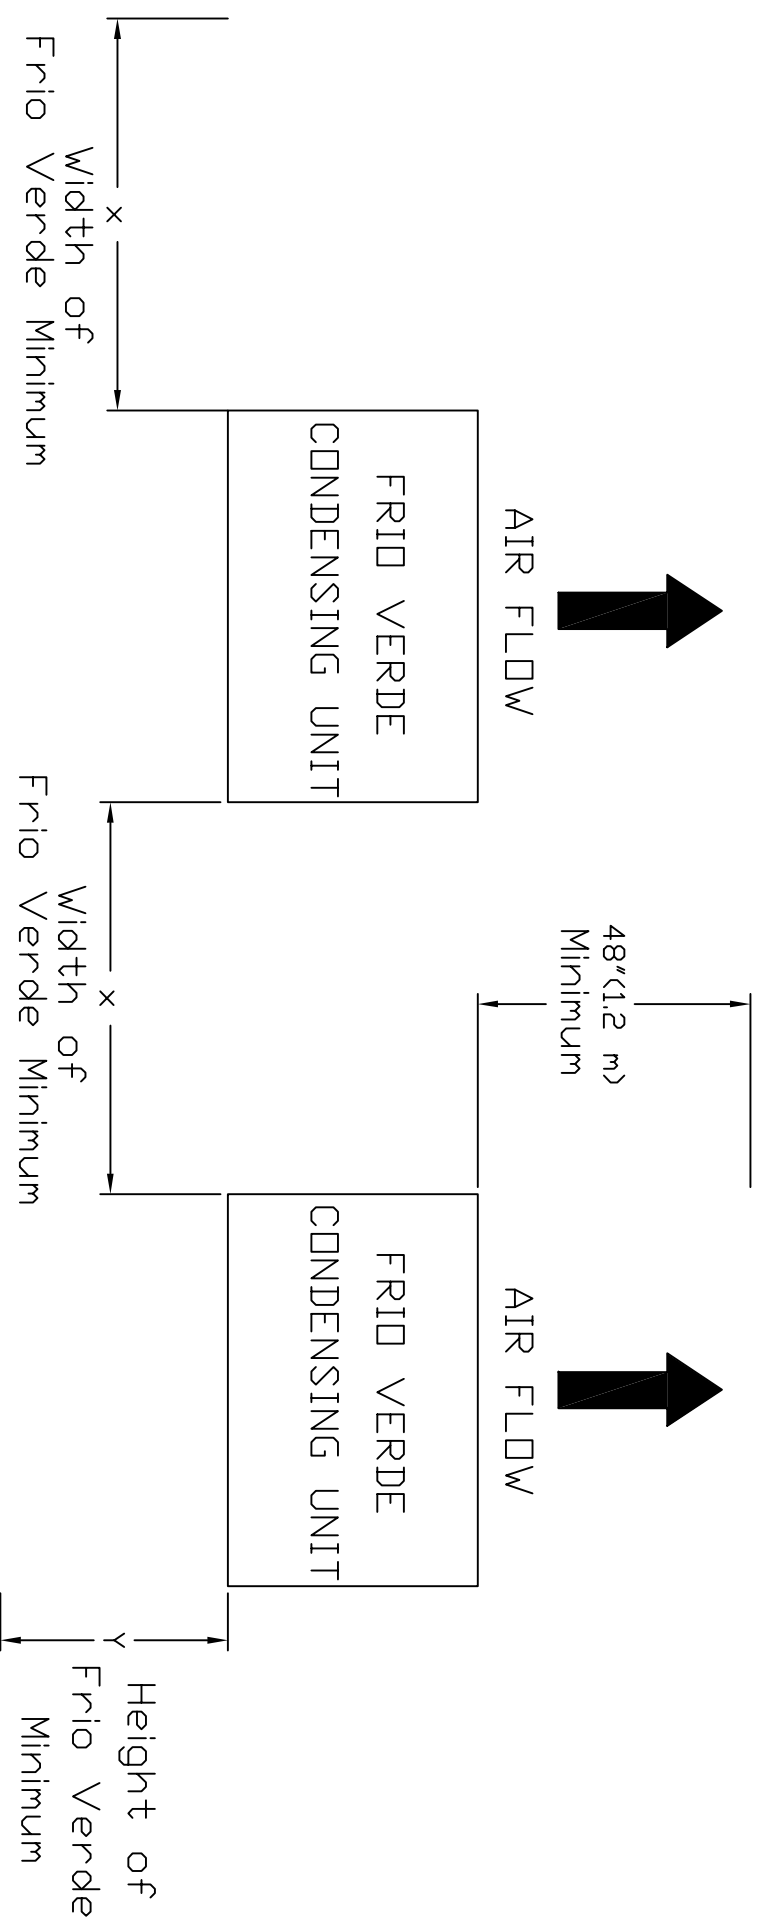 AIR FLOW
FRIO VERDE
CONDENSING UNIT
X
Width of
Frio Verde Minimum
48"(1.2 m)
Minimum
X
Width of
Frio Verde Minimum
AIR FLOW
FRIO VERDE
CONDENSING UNIT
Y
Height of
Frio Verde
Minimum